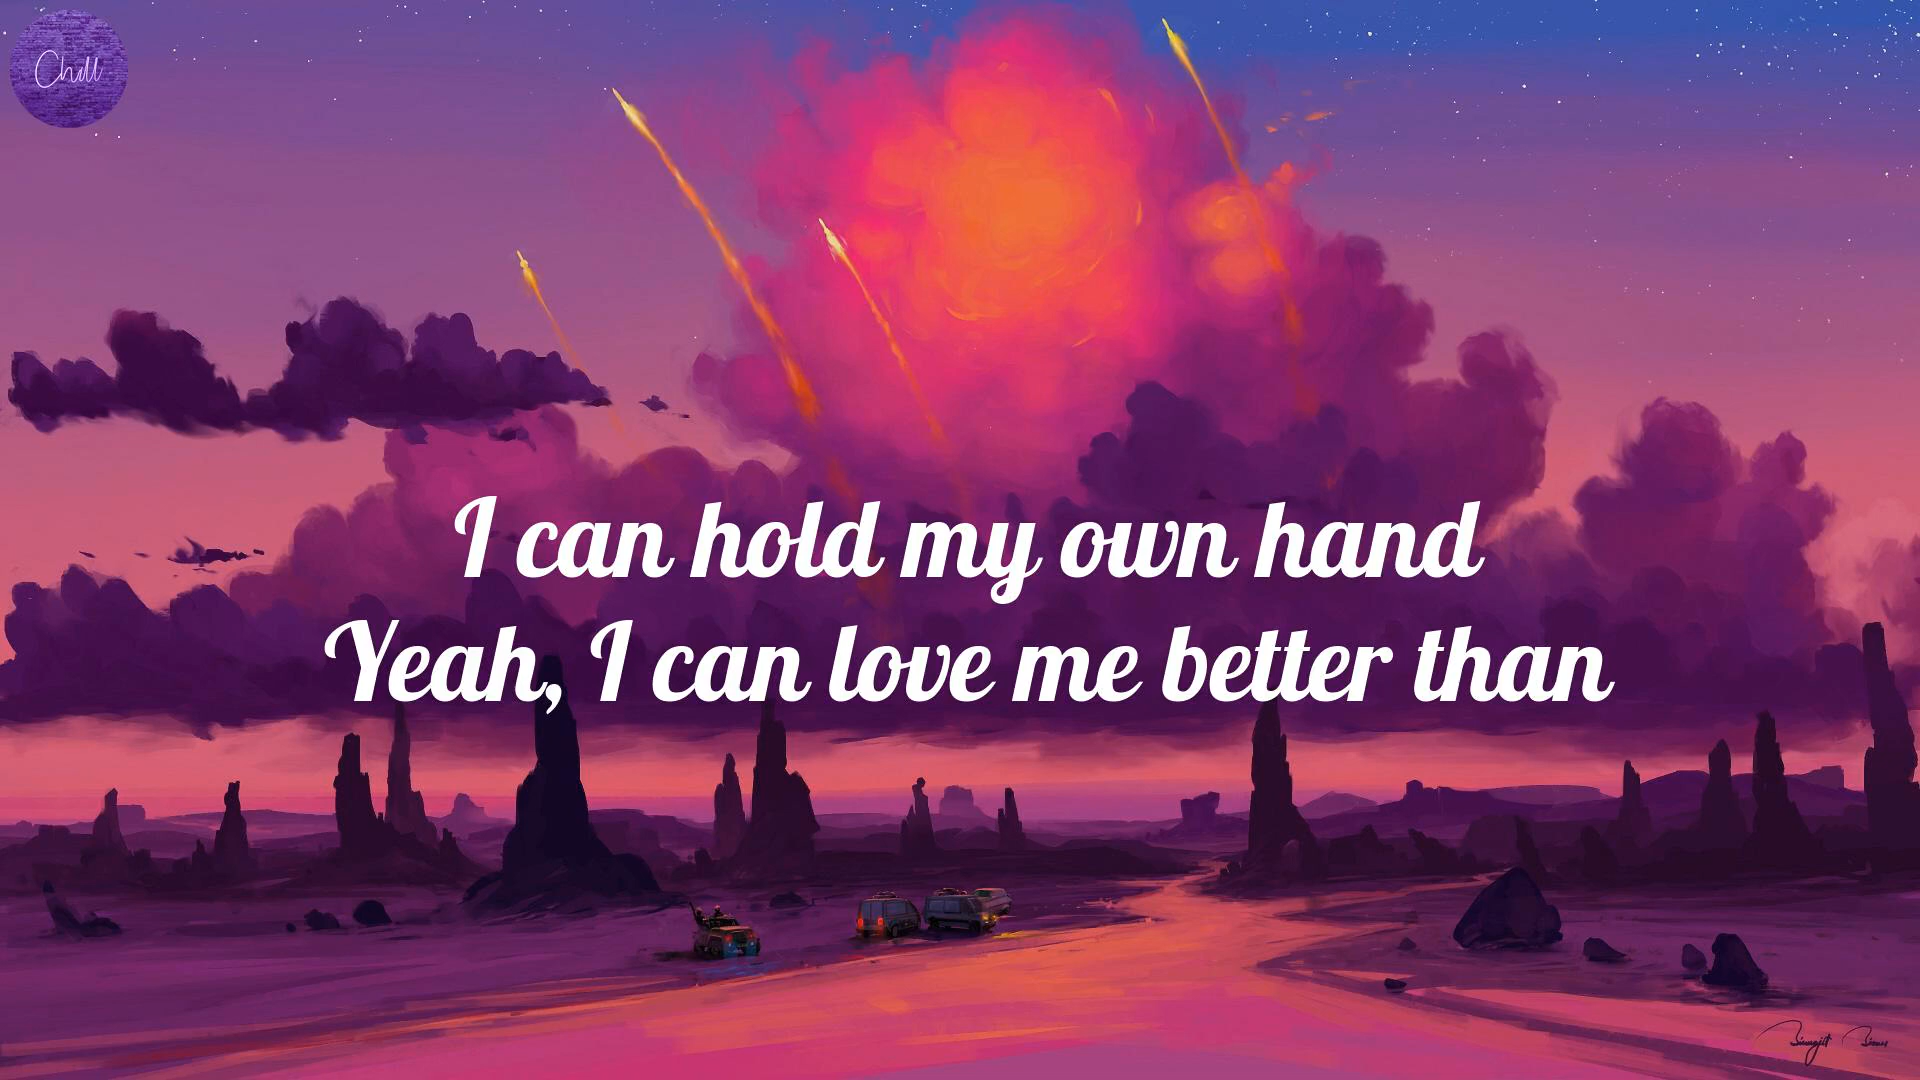 Chill
I can hold my own hand
Yeah, I can love me better than